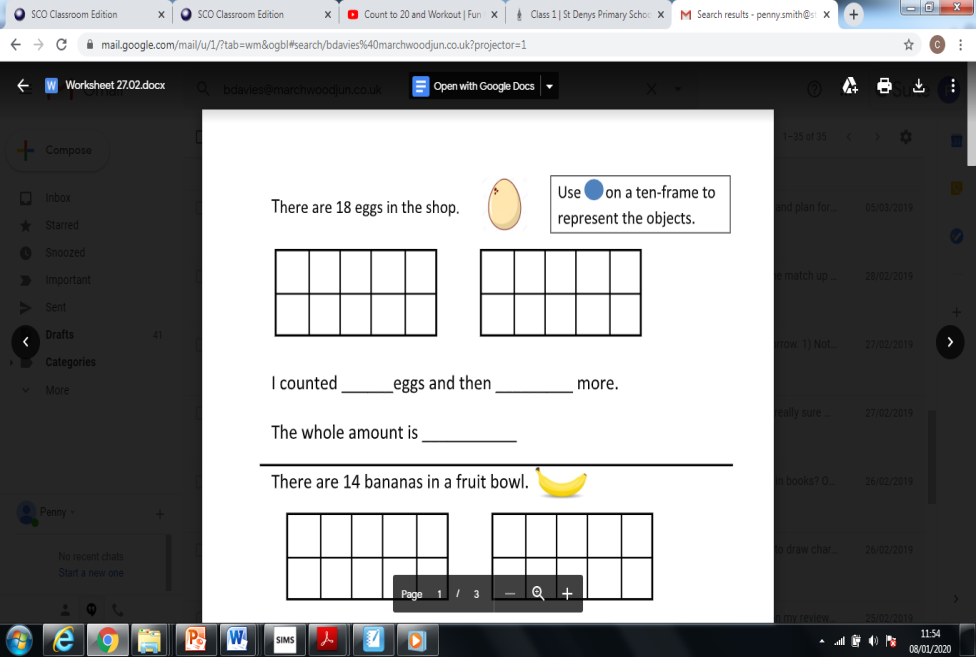 SCO Classroom Edition
SCO Classroom Edition
Count to 20 and Workout | Fun
Class 1 | St Denys Primary Schoo
Search results - penny.smith@s
mail.google.com/mail/u/1/?tab=wm&ogbl#search/bdavies%40marchwoodjun.co.uk?projector=1
C
W Worksheet 27.02.docx
bdavies@marchwoodjun.co.uk
Open with Google Docs
1–35 of 35
Compose
Inbox
Starred
Snoozed
Important
Sent
Drafts 41
Categories
More
Penny
No recent chats
Start a new one
There are 18 eggs in the shop.
Use on a ten-frame to
represent the objects.
I counted ______eggs and then _________ more.
The whole amount is ___________
There are 14 bananas in a fruit bowl.
Page 1 / 3
and plan for... 05/03/2019
e match up ... 28/02/2019
row. 1) Not... 27/02/2019
really sure ... 27/02/2019
in books? O... 26/02/2019
to draw char... 26/02/2019
n my review... 25/02/2019
SIMS
11:54
08/01/2020